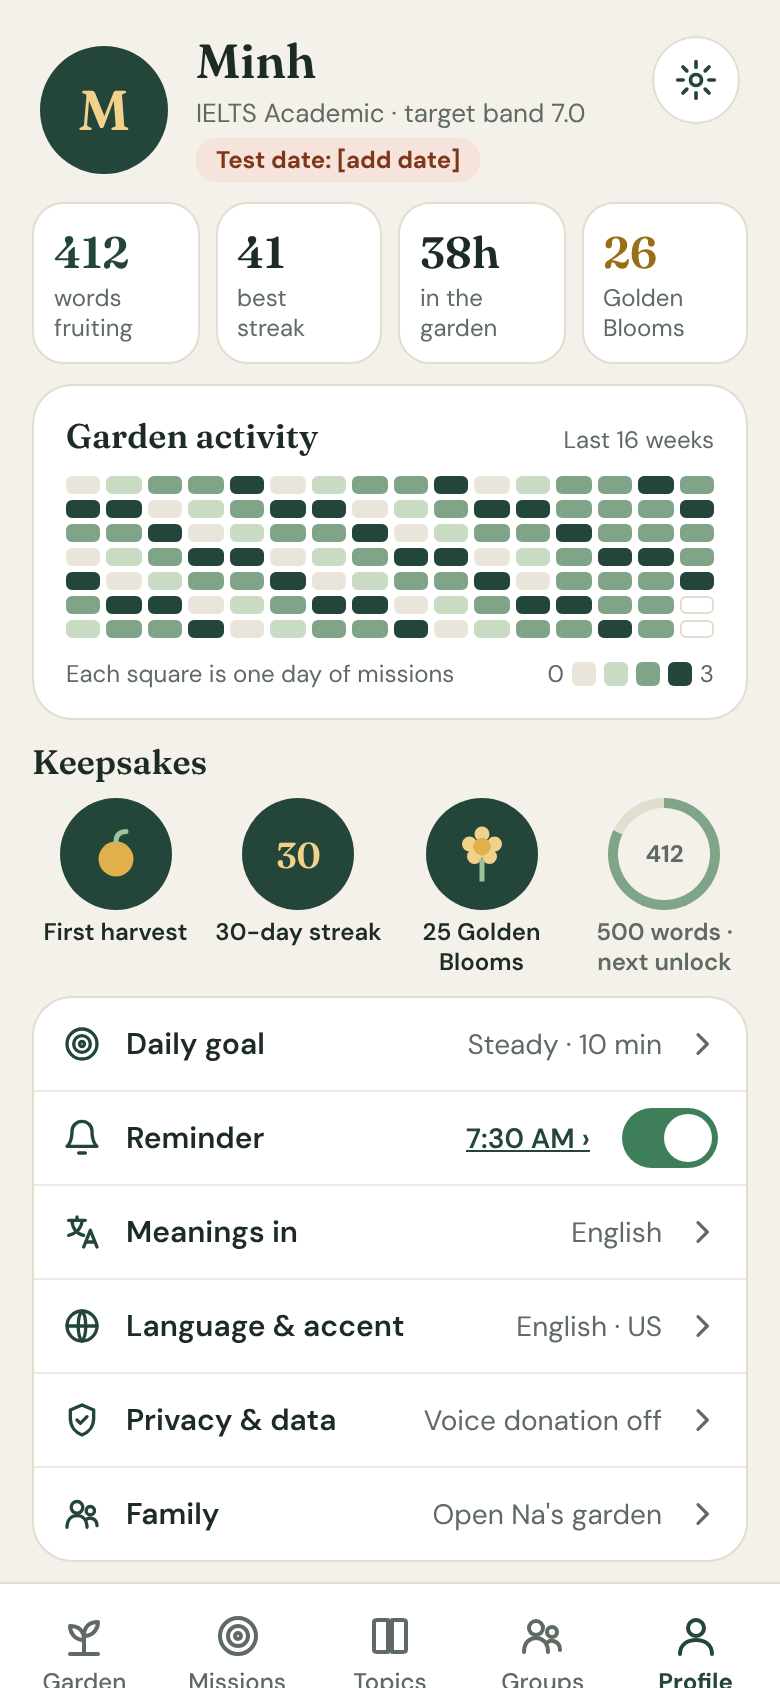 M
Minh
IELTS Academic · target band 7.0
Test date: [add date]
412
words
fruiting
41
best
streak
38h
in the
garden
26
Golden
Blooms
Garden activity
Last 16 weeks
Each square is one day of missions
0
3
Keepsakes
30
412
First harvest
30-day streak
25 Golden
Blooms
500 words ·
next unlock
Daily goal
Steady · 10 min
Reminder
7:30 AM ›
Meanings in
English
Language & accent
English · US
Privacy & data
Voice donation off
Family
Open Na's garden
Garden
Missions
Topics
Groups
Profile